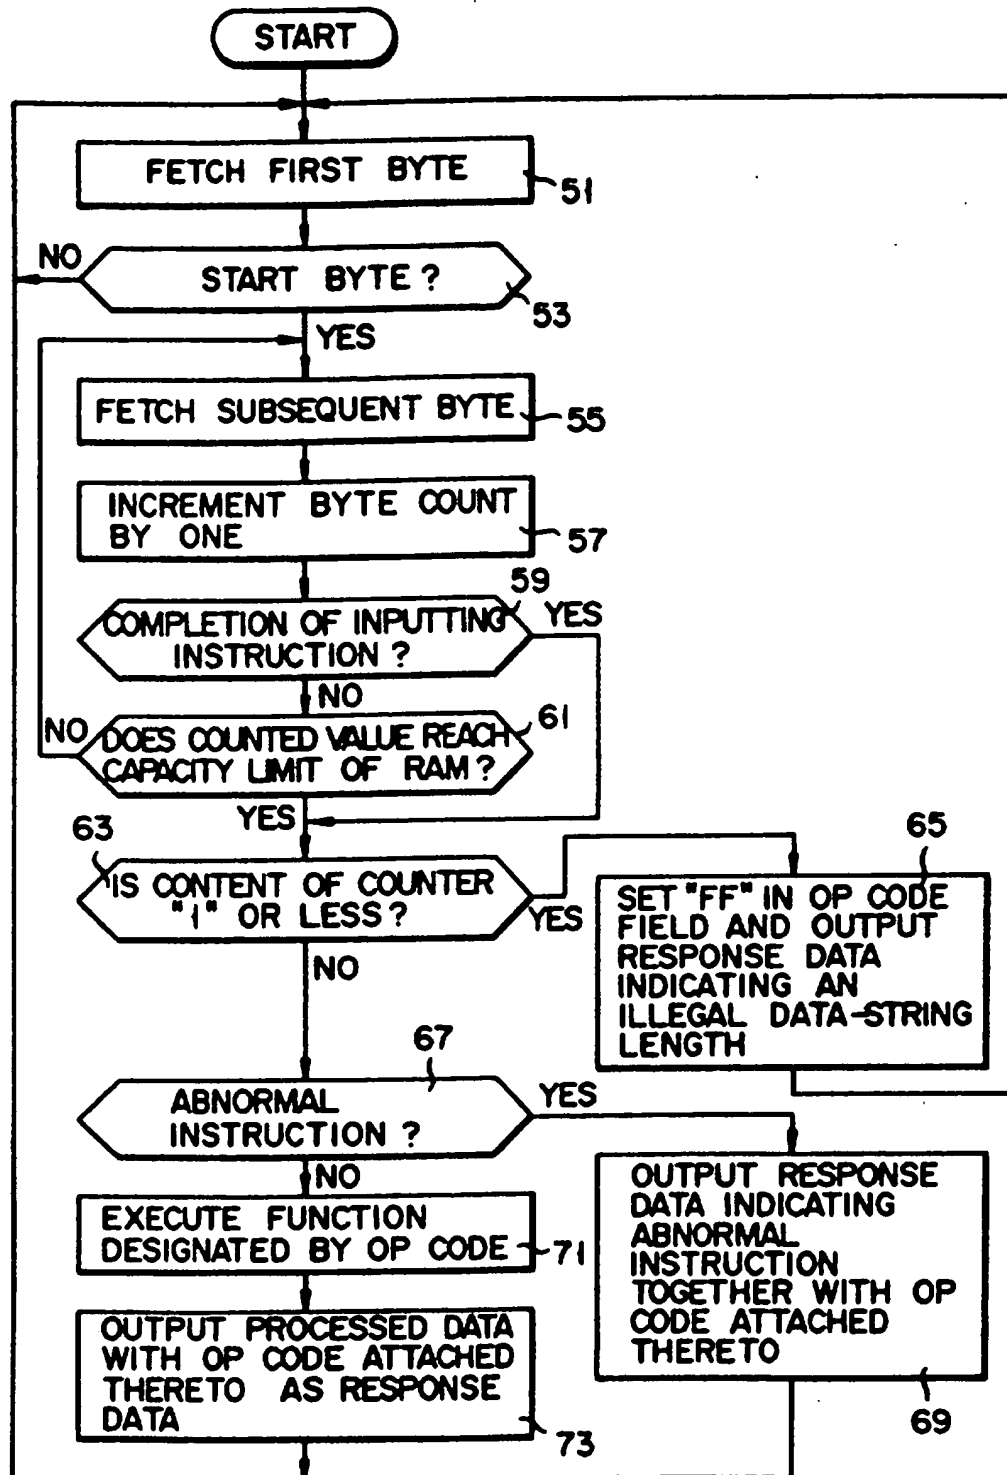 START
FETCH FIRST BYTE
51
NO
START BYTE ?
53
YES
FETCH SUBSEQUENT BYTE
55
INCREMENT BYTE COUNT
BY ONE
57
59
COMPLETION OF INPUTTING
INSTRUCTION ?
YES
NO
61
NO
DOES COUNTED VALUE REACH
CAPACITY LIMIT OF RAM ?
YES
63
IS CONTENT OF COUNTER
"1" OR LESS ?
YES
NO
65
SET "FF" IN OP CODE
FIELD AND OUTPUT
RESPONSE DATA
INDICATING AN
ILLEGAL DATA-STRING
LENGTH
67
ABNORMAL
INSTRUCTION ?
YES
NO
OUTPUT RESPONSE
DATA INDICATING
ABNORMAL
INSTRUCTION
TOGETHER WITH OP
CODE ATTACHED
THERETO
69
EXECUTE FUNCTION
DESIGNATED BY OP CODE
71
OUTPUT PROCESSED DATA
WITH OP CODE ATTACHED
THERETO AS RESPONSE
DATA
73